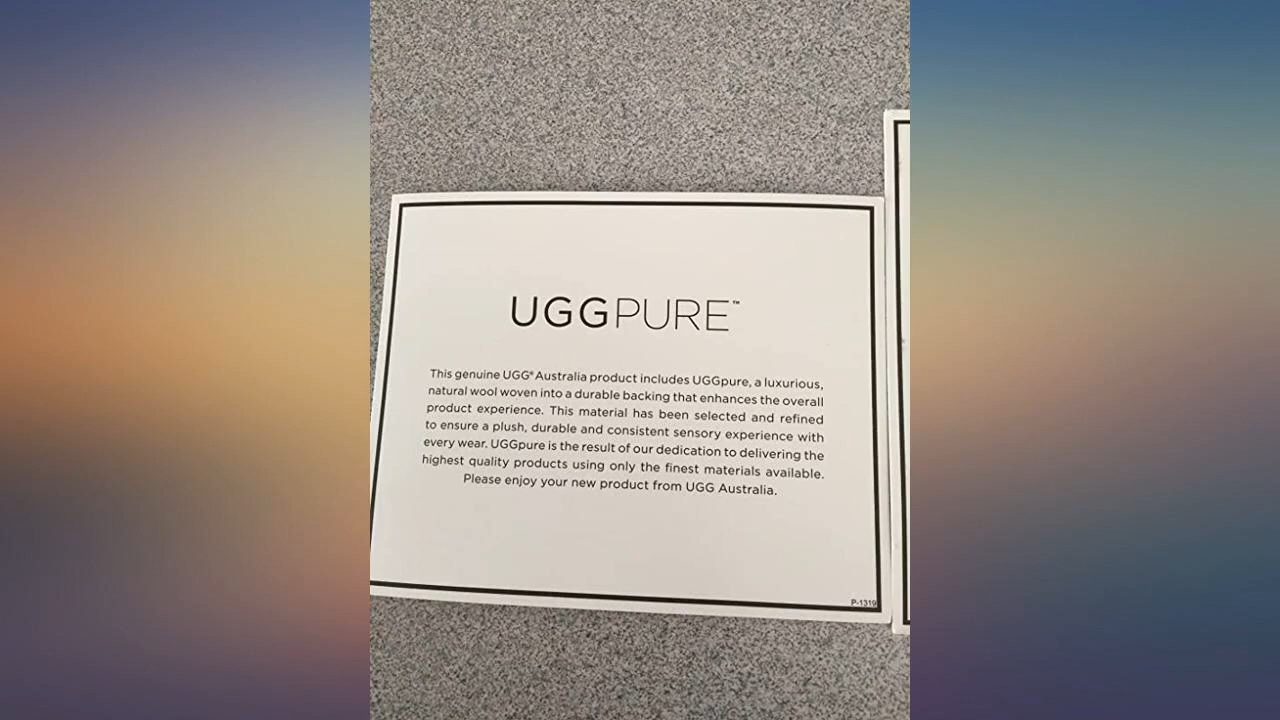 UGGPURE™
This genuine UGG® Australia product includes UGGpure, a luxurious,
natural wool woven into a durable backing that enhances the overall
product experience. This material has been selected and refined
to ensure a plush, durable and consistent sensory experience with
every wear. UGGpure is the result of our dedication to delivering the
highest quality products using only the finest materials available.
Please enjoy your new product from UGG Australia.
P-1319